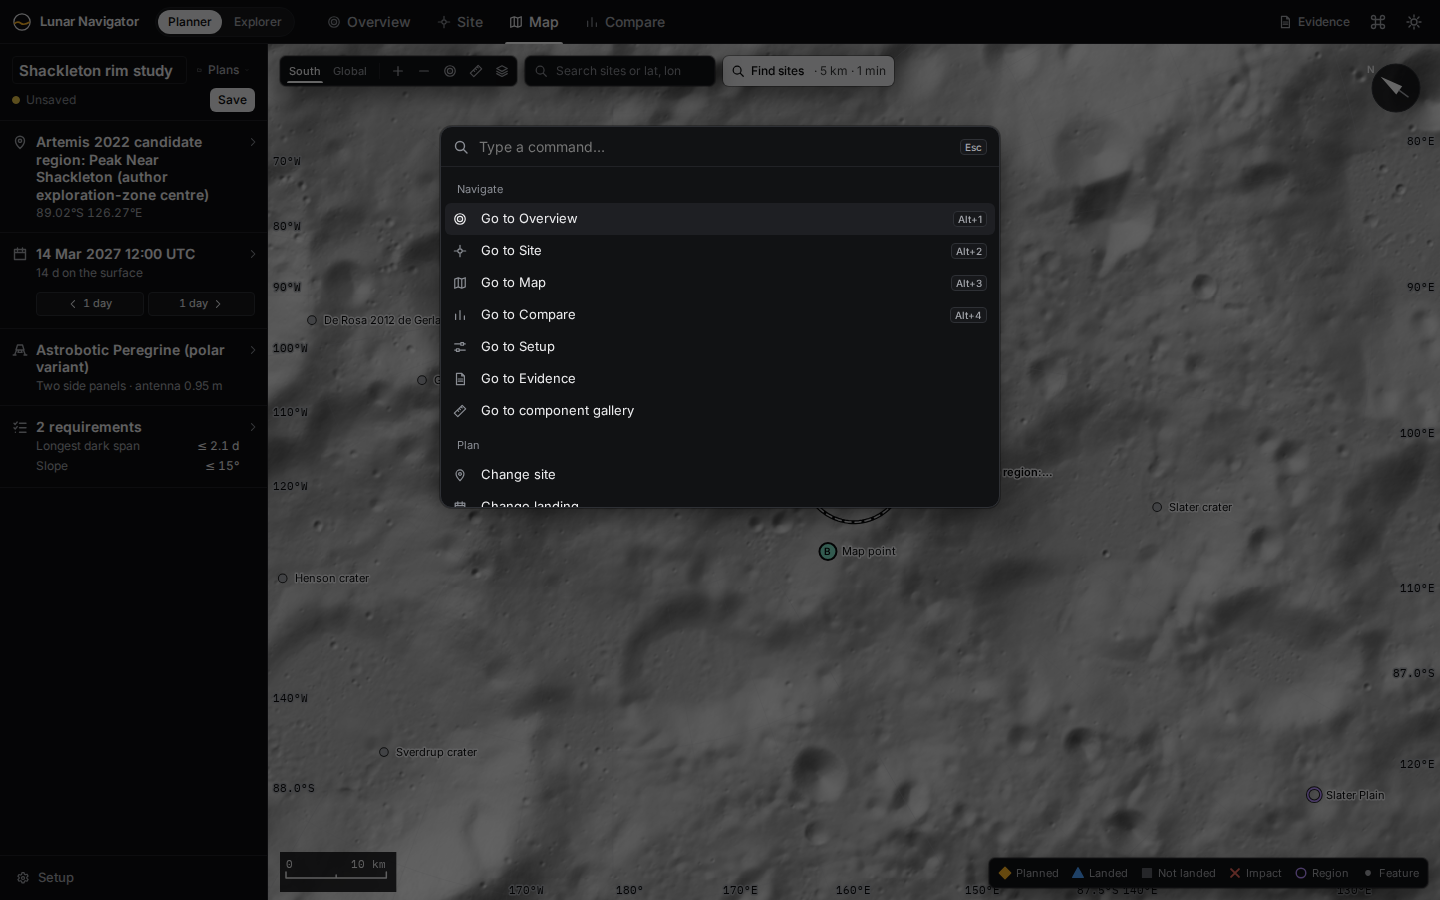 Lunar Navigator
Planner
Explorer
Overview
Site
Map
Compare
Evidence
Shackleton rim study
Plans
Unsaved
Save
Artemis 2022 candidate
region: Peak Near
Shackleton (author
exploration-zone centre)
89.02°S 126.27°E
14 Mar 2027 12:00 UTC
14 d on the surface
1 day
1 day
Astrobotic Peregrine (polar
variant)
Two side panels · antenna 0.95 m
2 requirements
Longest dark span ≤ 2.1 d
Slope ≤ 15°
Setup
South
Global
Search sites or lat, lon
Find sites · 5 km · 1 min
N
Type a command...
Esc
Navigate
Go to Overview Alt+1
Go to Site Alt+2
Go to Map Alt+3
Go to Compare Alt+4
Go to Setup
Go to Evidence
Go to component gallery
Plan
Change site
Change landing
70°W
80°W
90°W
De Rosa 2012 de Gerla
100°W
110°W
120°W
Henson crater
140°W
Sverdrup crater
88.0°S
80°E
90°E
100°E
region:...
Slater crater
B
Map point
110°E
87.0°S
120°E
Slater Plain
0 10 km
170°W
180°
170°E
160°E
150°E
87.5°S
140°E
130°E
Planned
Landed
Not landed
Impact
Region
Feature